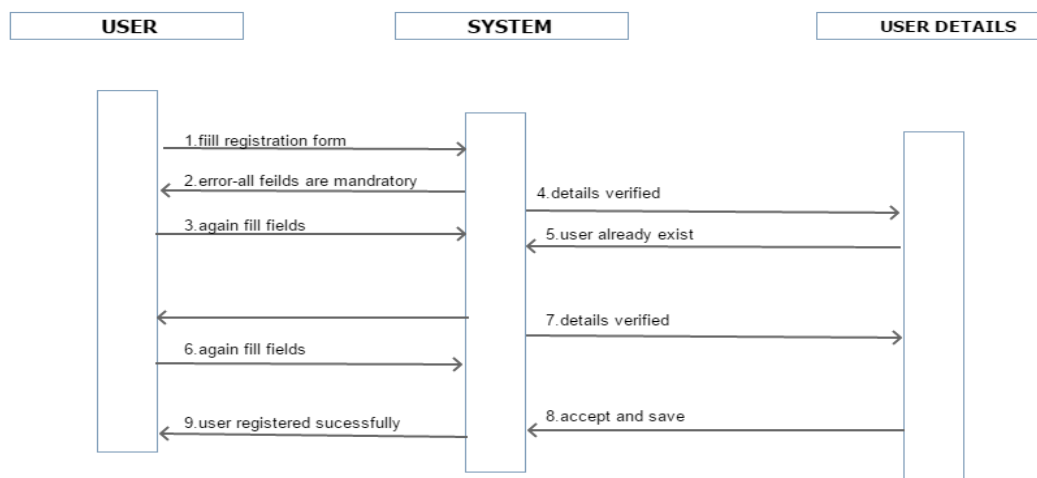 USER
SYSTEM
USER DETAILS
1.fiill registration form
2.error-all feilds are mandratory
4.details verified
3.again fill fields
5.user already exist
7.details verified
6.again fill fields
8.accept and save
9.user registered sucessfully